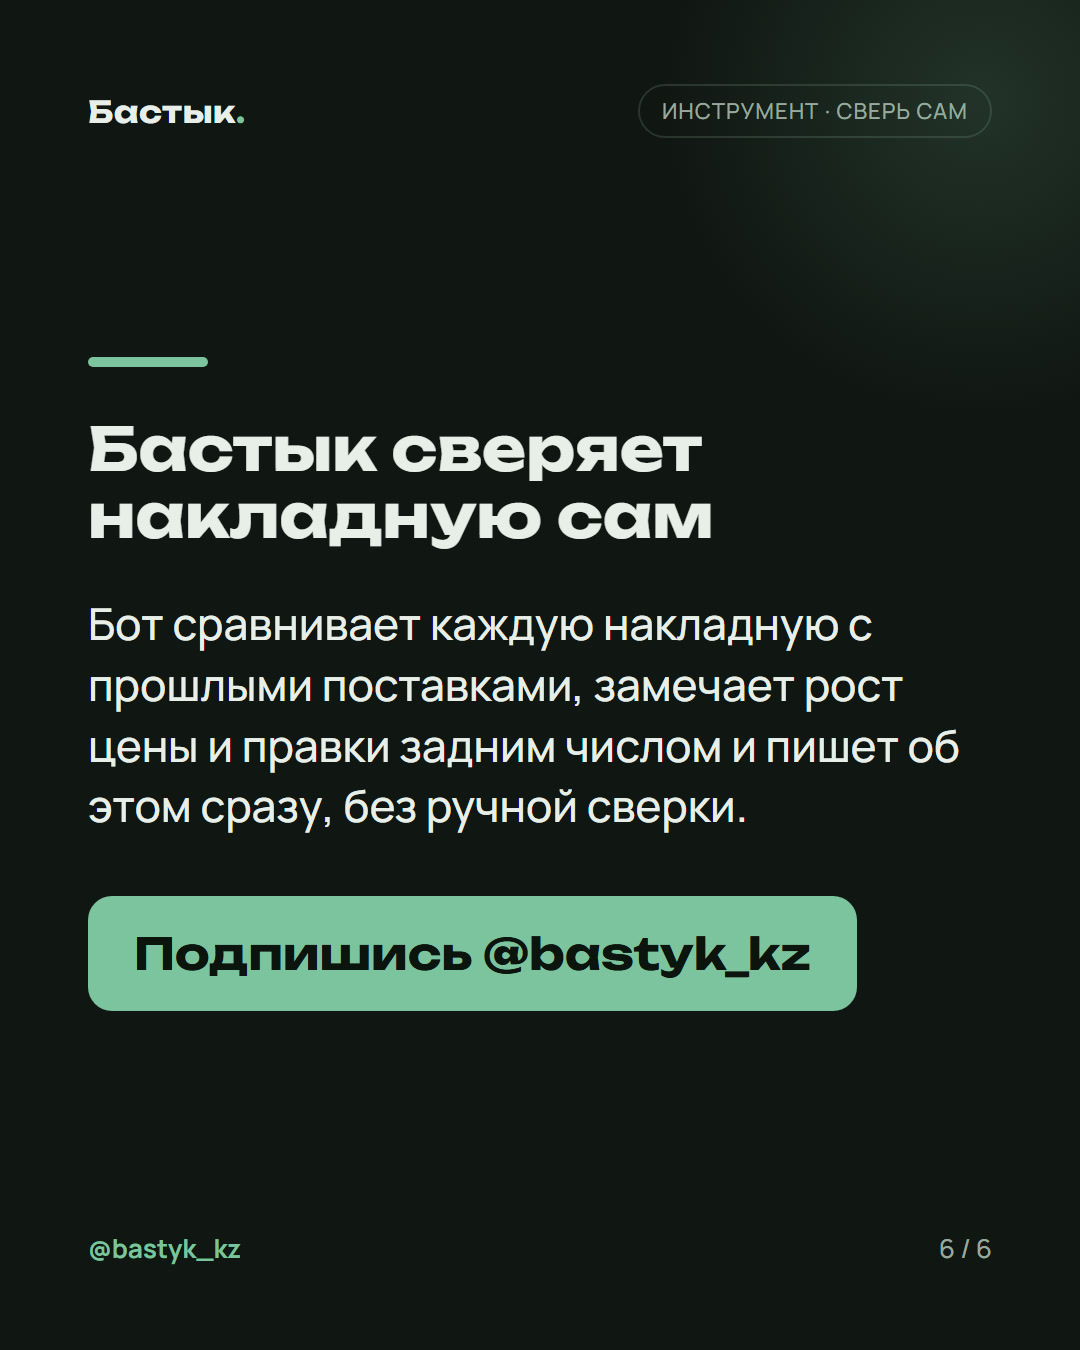 Бастык.
ИНСТРУМЕНТ · СВЕРЬ САМ
Бастык сверяет
накладную сам
Бот сравнивает каждую накладную с
прошлыми поставками, замечает рост
цены и правки задним числом и пишет об
этом сразу, без ручной сверки.
Подпишись @bastyk_kz
@bastyk_kz
6 / 6